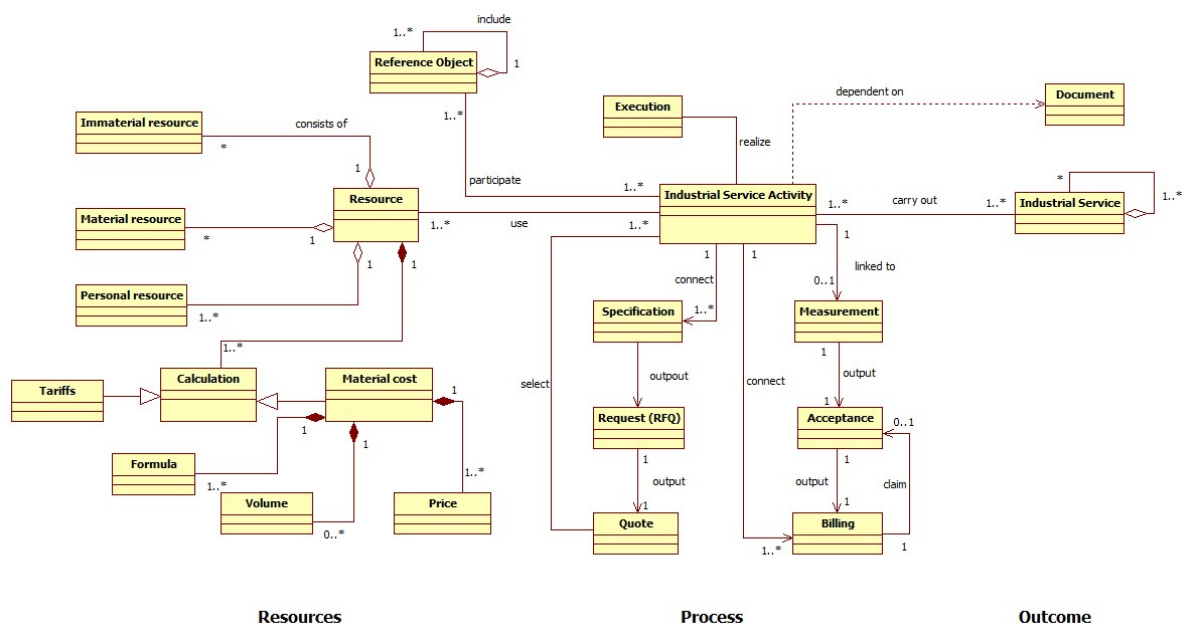 include
1..*
Reference Object
1
1..*
dependent on
Execution
Document
Immaterial resource
consists of
*
realize
1
participate
1..*
Resource
Industrial Service Activity
*
1..*
Industrial Service
Material resource
*
1
1..*
use
1..*
carry out
1..*
1
1
1..*
1
1
1
Personal resource
1..*
connect
linked to
0..1
Specification
1..*
Measurement
1..*
1
Tariffs
Calculation
Material cost
1
select
outpout
connect
output
1
1
Request (RFQ)
Acceptance
0..1
1
1
Formula
1..*
1..*
output
output
claim
Volume
0..*
Price
1
Quote
1
Billing
1..*
1
Resources
Process
Outcome